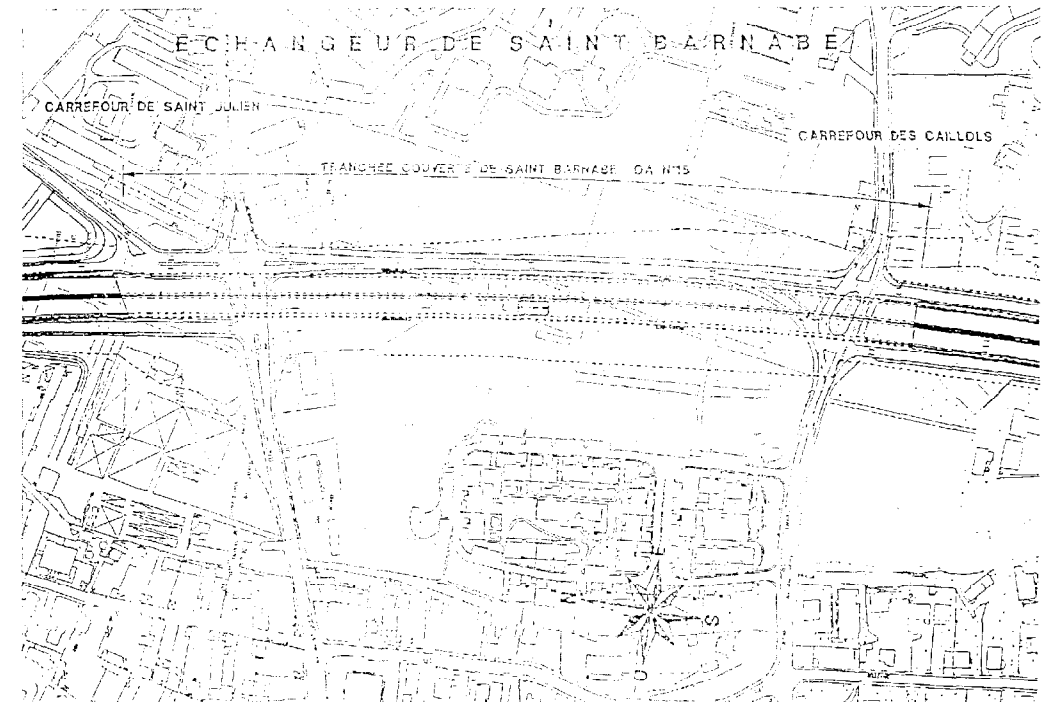 ECHANGEUR DE SAINT BARNABE
CARREFOUR DE SAINT JULIEN
CARREFOUR DES CAILLOLS
TRANCHEE COUVERTE DE SAINT BARNABE OA N°15
E
N
S
O